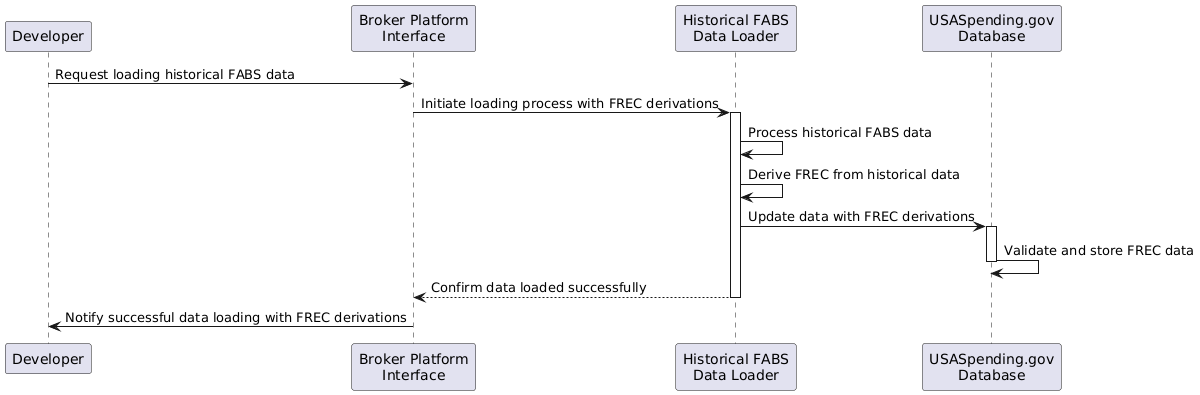 Developer
Broker Platform
Interface
Historical FABS
Data Loader
USASpending.gov
Database
Request loading historical FABS data
Initiate loading process with FREC derivations
Process historical FABS data
Derive FREC from historical data
Update data with FREC derivations
Validate and store FREC data
Confirm data loaded successfully
Notify successful data loading with FREC derivations
Developer
Broker Platform
Interface
Historical FABS
Data Loader
USASpending.gov
Database